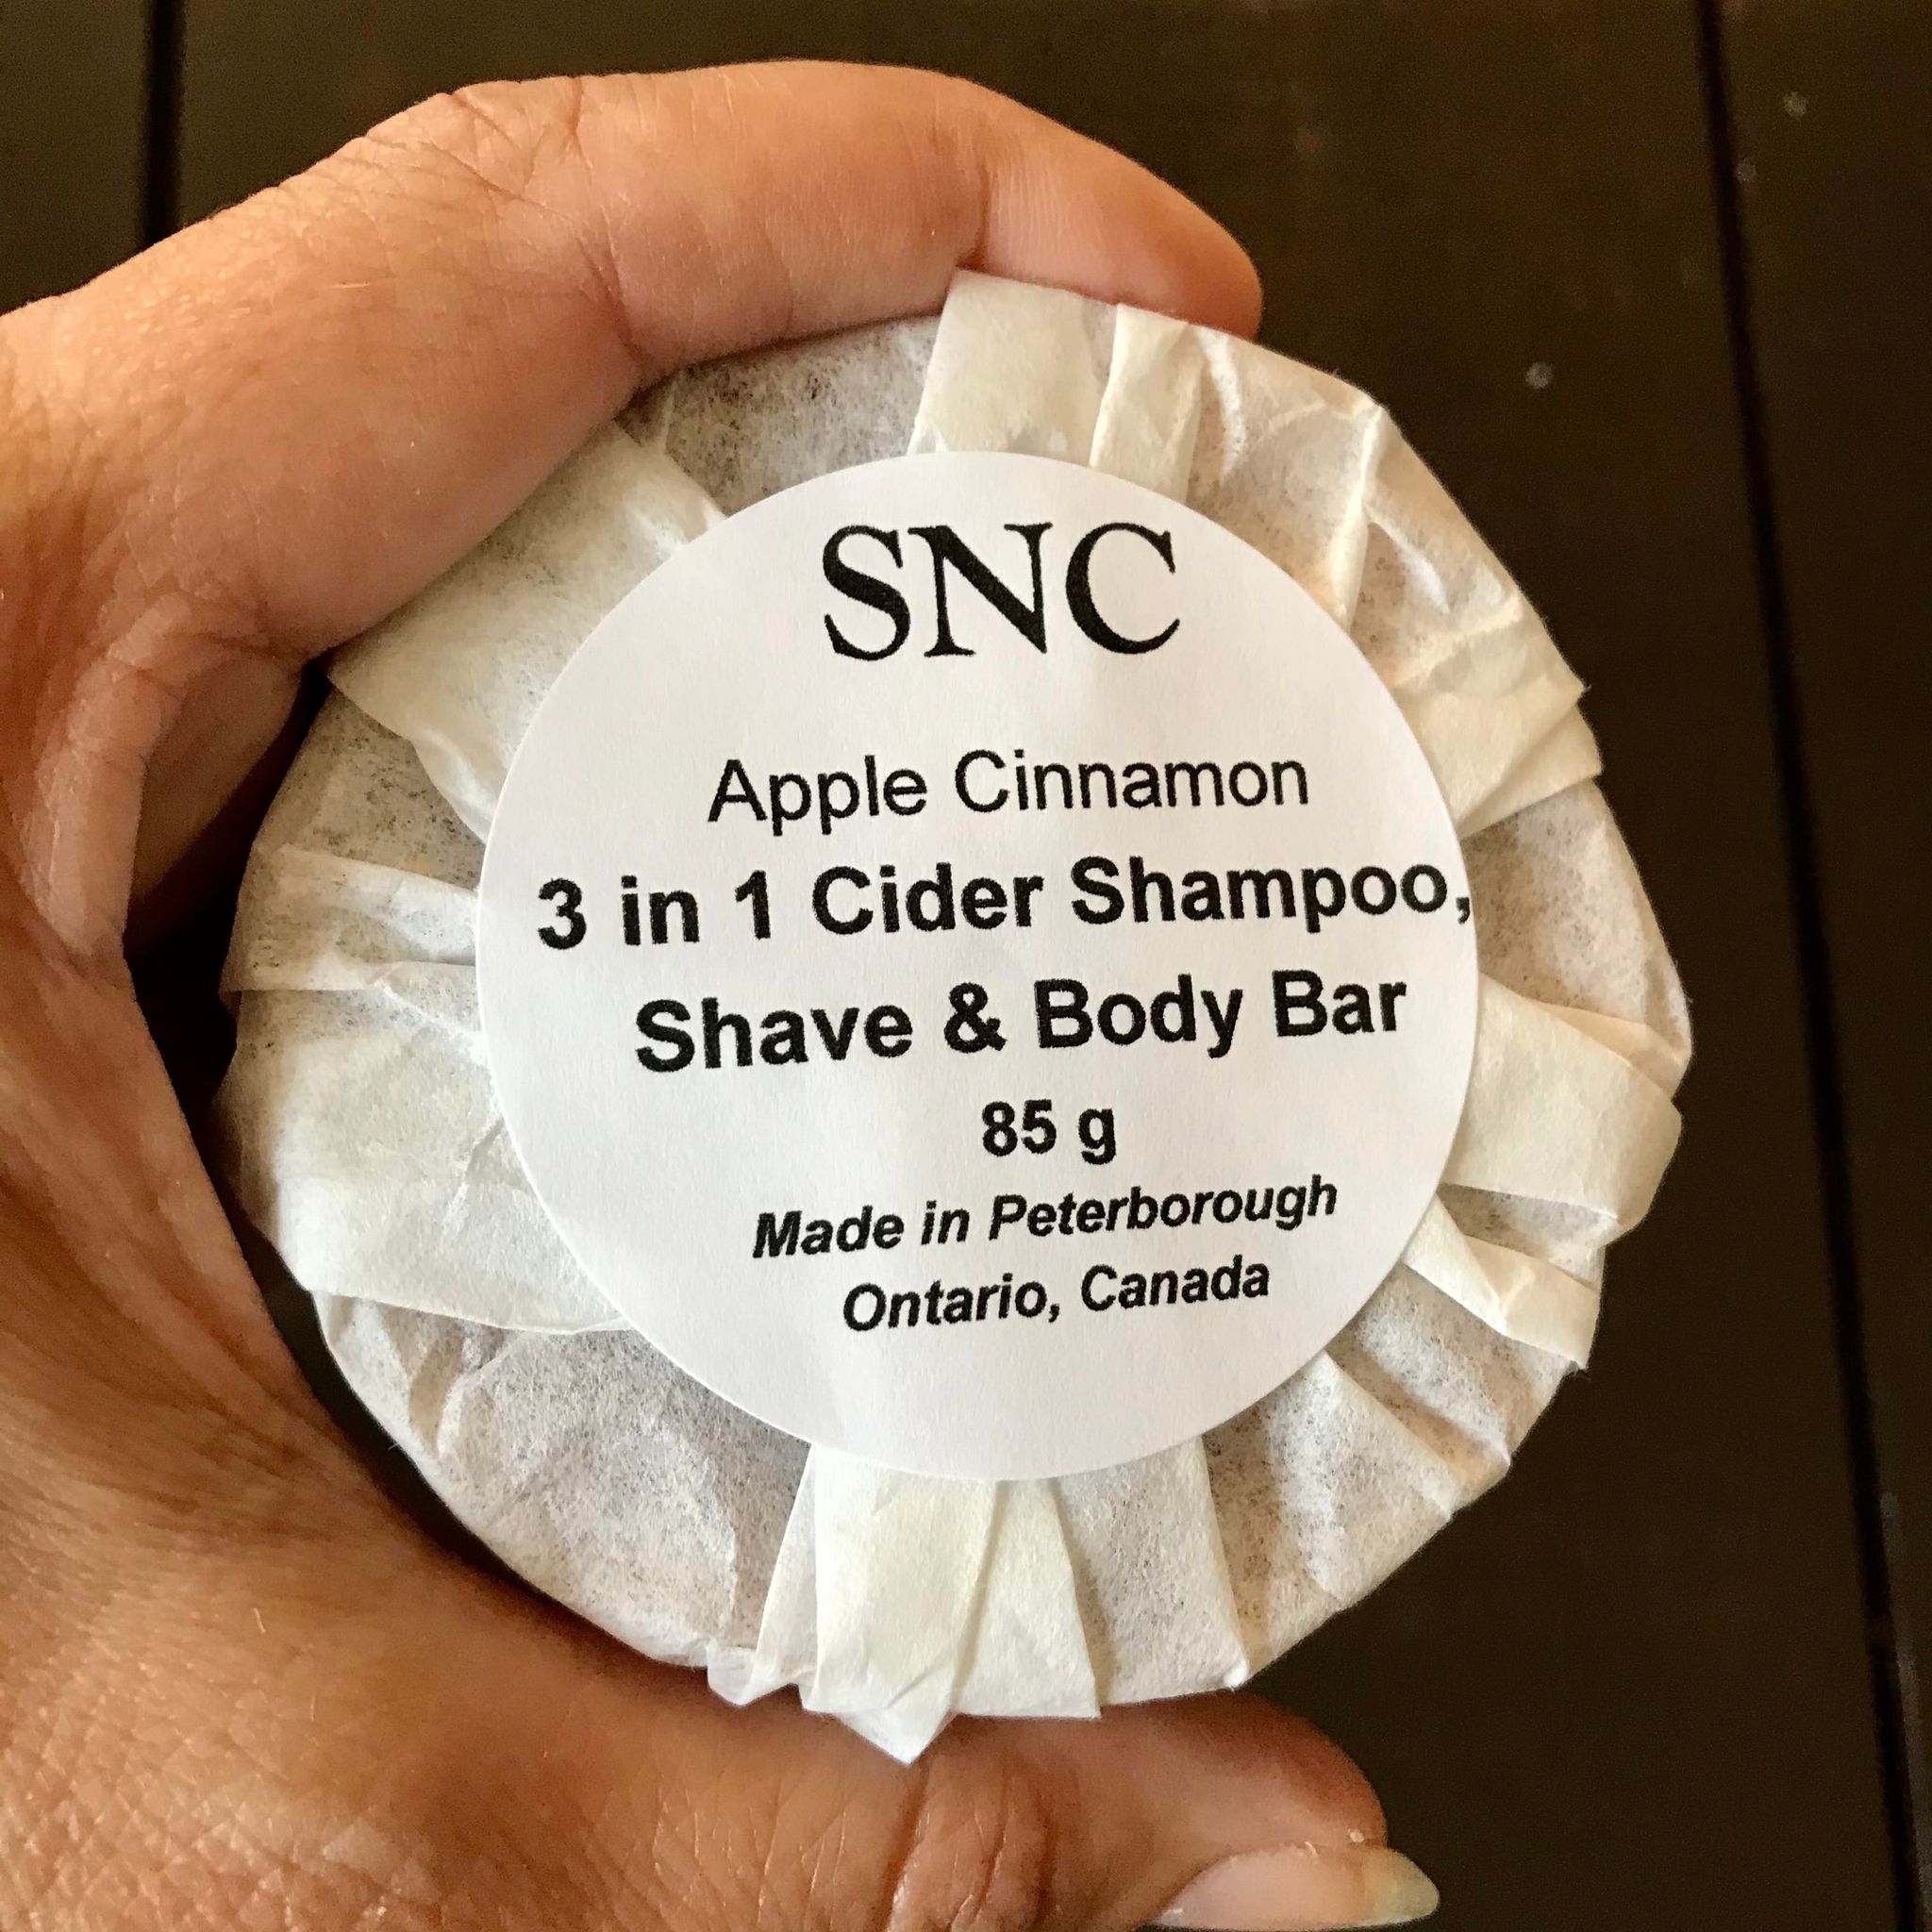 SNC
Apple Cinnamon
3 in 1 Cider Shampoo,
Shave & Body Bar
85 g
Made in Peterborough
Ontario, Canada